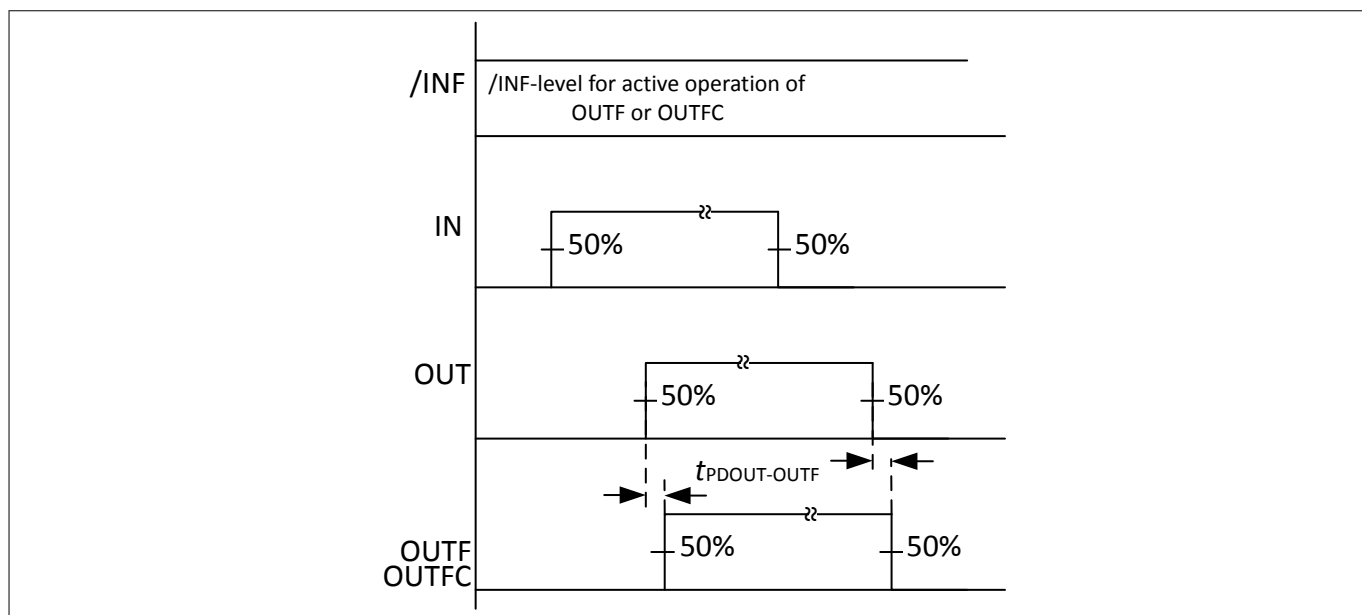 /INF
/INF-level for active operation of
OUTF or OUTFC
IN
50%
50%
OUT
50%
50%
tPDOUT-OUTF
OUTF
OUTFC
50%
50%